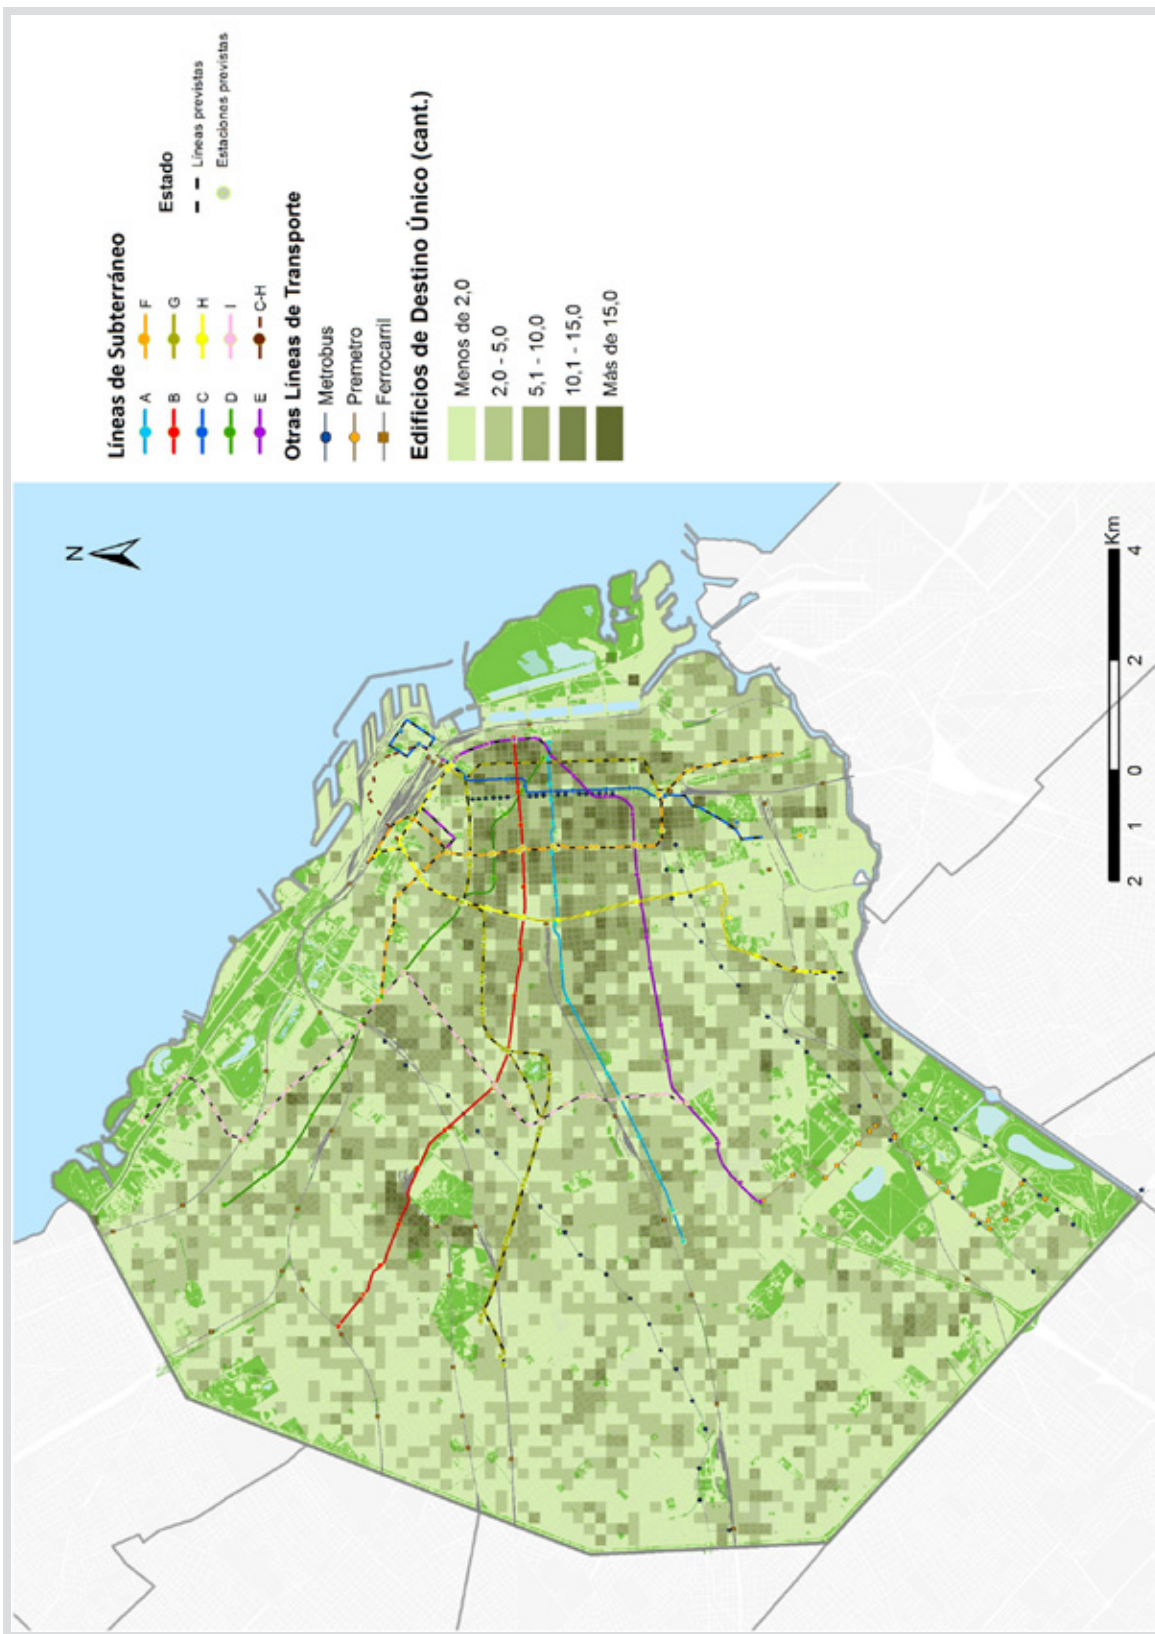 Líneas de Subterráneo
A
B
C
D
E
F
G
H
I
C-H
Estado
Líneas previstas
Estaciones previstas
Otras Líneas de Transporte
Metrobus
Premetro
Ferrocarril
Edificios de Destino Único (cant.)
Menos de 2,0
2,0 - 5,0
5,1 - 10,0
10,1 - 15,0
Más de 15,0
N
2 1 0 2 4
Km